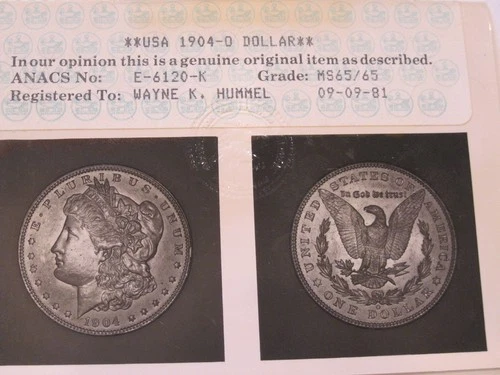 **USA 1904-O DOLLAR**
In our opinion this is a genuine original item as described.
ANACS No: E-6120-K Grade: MS65/65
Registered To: WAYNE K. HUMMEL 09-09-81
E·PLURIBUS·UNUM
1904
UNITED STATES OF AMERICA
In God we trust
ONE DOLLAR